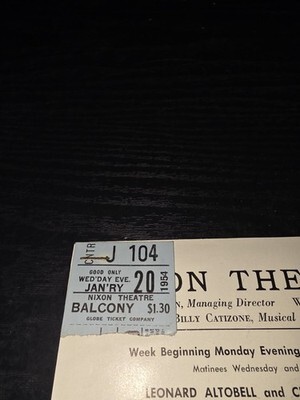 CNTR
J 104
GOOD ONLY
WED'DAY EVE.
JAN'RY 20 1954
NIXON THEATRE
BALCONY $1.30
GLOBE TICKET COMPANY
ON THE
Managing Director W
BILLY CATIZONE, Musical
Week Beginning Monday Evening
Matinees Wednesday and
LEONARD ALTOBELL and